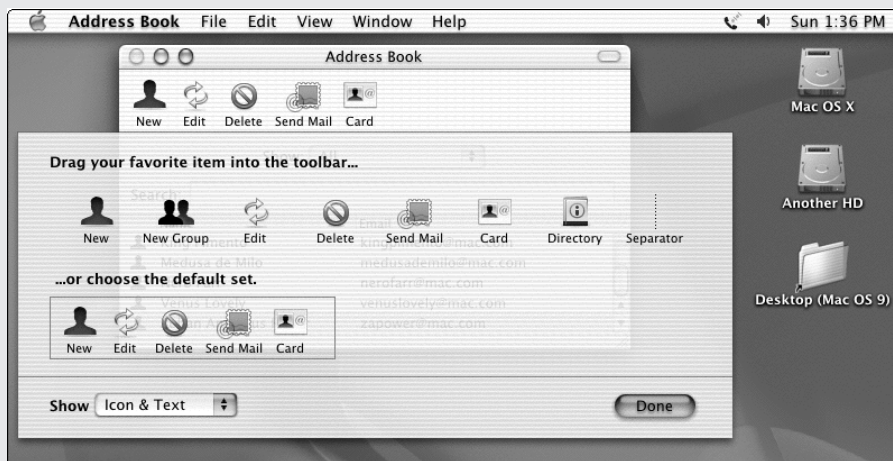 Address Book File Edit View Window Help Sun 1:36 PM
Address Book
New Edit Delete Send Mail Card
Mac OS X
Drag your favorite item into the toolbar...
Search:
Another HD
New New Group Edit Delete Send Mail Card Directory Separator
Email
Medusa de Milo medusademilo@mac.com
...or choose the default set.
nerofarr@mac.com
Venus Lovely venuslovely@mac.com
Desktop (Mac OS 9)
zapower@mac.com
New Edit Delete Send Mail Card
Show Icon & Text Done